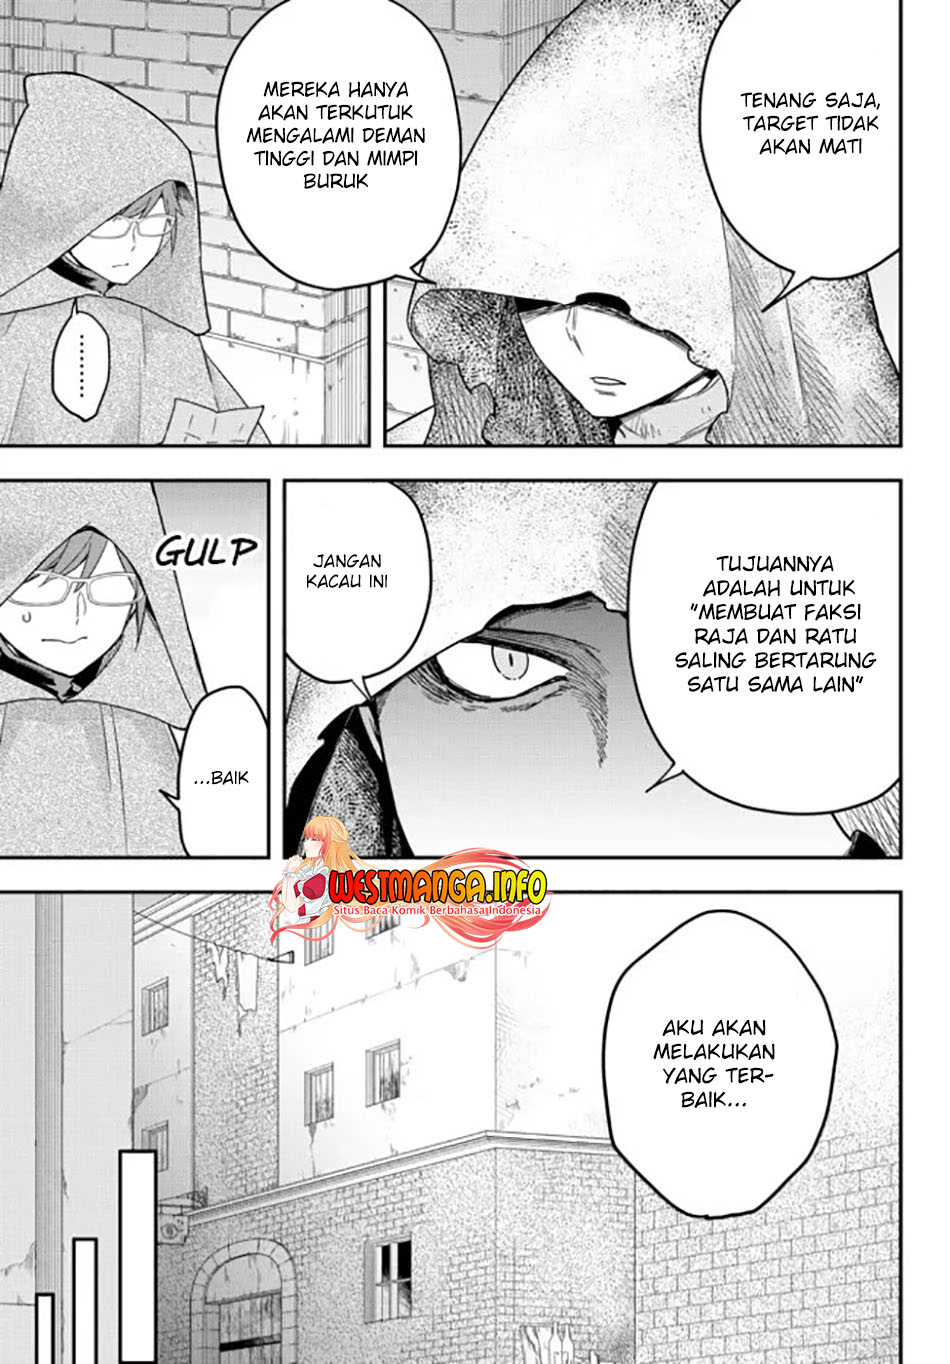 TENANG SAJA,
TARGET TIDAK
AKAN MATI
MEREKA HANYA
AKAN TERKUTUK
MENGALAMI DEMAN
TINGGI DAN MIMPI
BURUK
........
TUJUANNYA
ADALAH UNTUK
"MEMBUAT FAKSI
RAJA DAN RATU
SALING BERTARUNG
SATU SAMA LAIN"
JANGAN
KACAU INI
GULP
...BAIK
WESTMANGA.INFO
Situs Baca Komik Berbahasa Indonesia
AKU AKAN
MELAKUKAN
YANG TER-
BAIK...